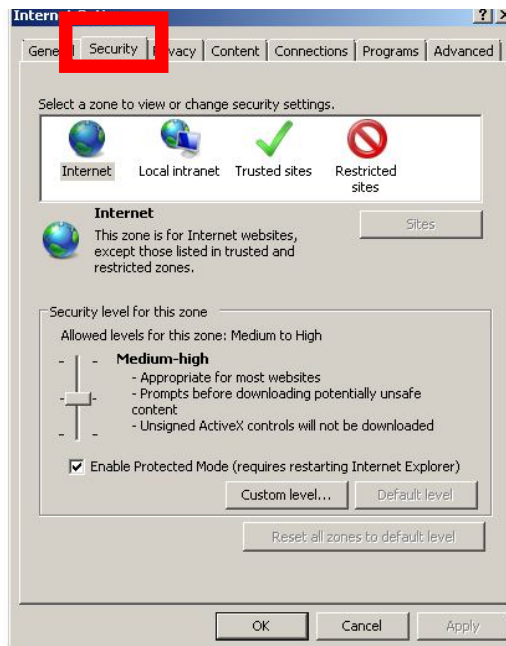 Security
Content
Connections
Programs
Advanced
Select a zone to view or change security settings.
Internet
Local intranet
Trusted sites
Restricted
sites
Internet
This zone is for Internet websites,
except those listed in trusted and
restricted zones.
Sites
Security level for this zone
Allowed levels for this zone: Medium to High
Medium-high
- Appropriate for most websites
- Prompts before downloading potentially unsafe
content
- Unsigned ActiveX controls will not be downloaded
Enable Protected Mode (requires restarting Internet Explorer)
Custom level...
Default level
Reset all zones to default level
OK
Cancel
Apply